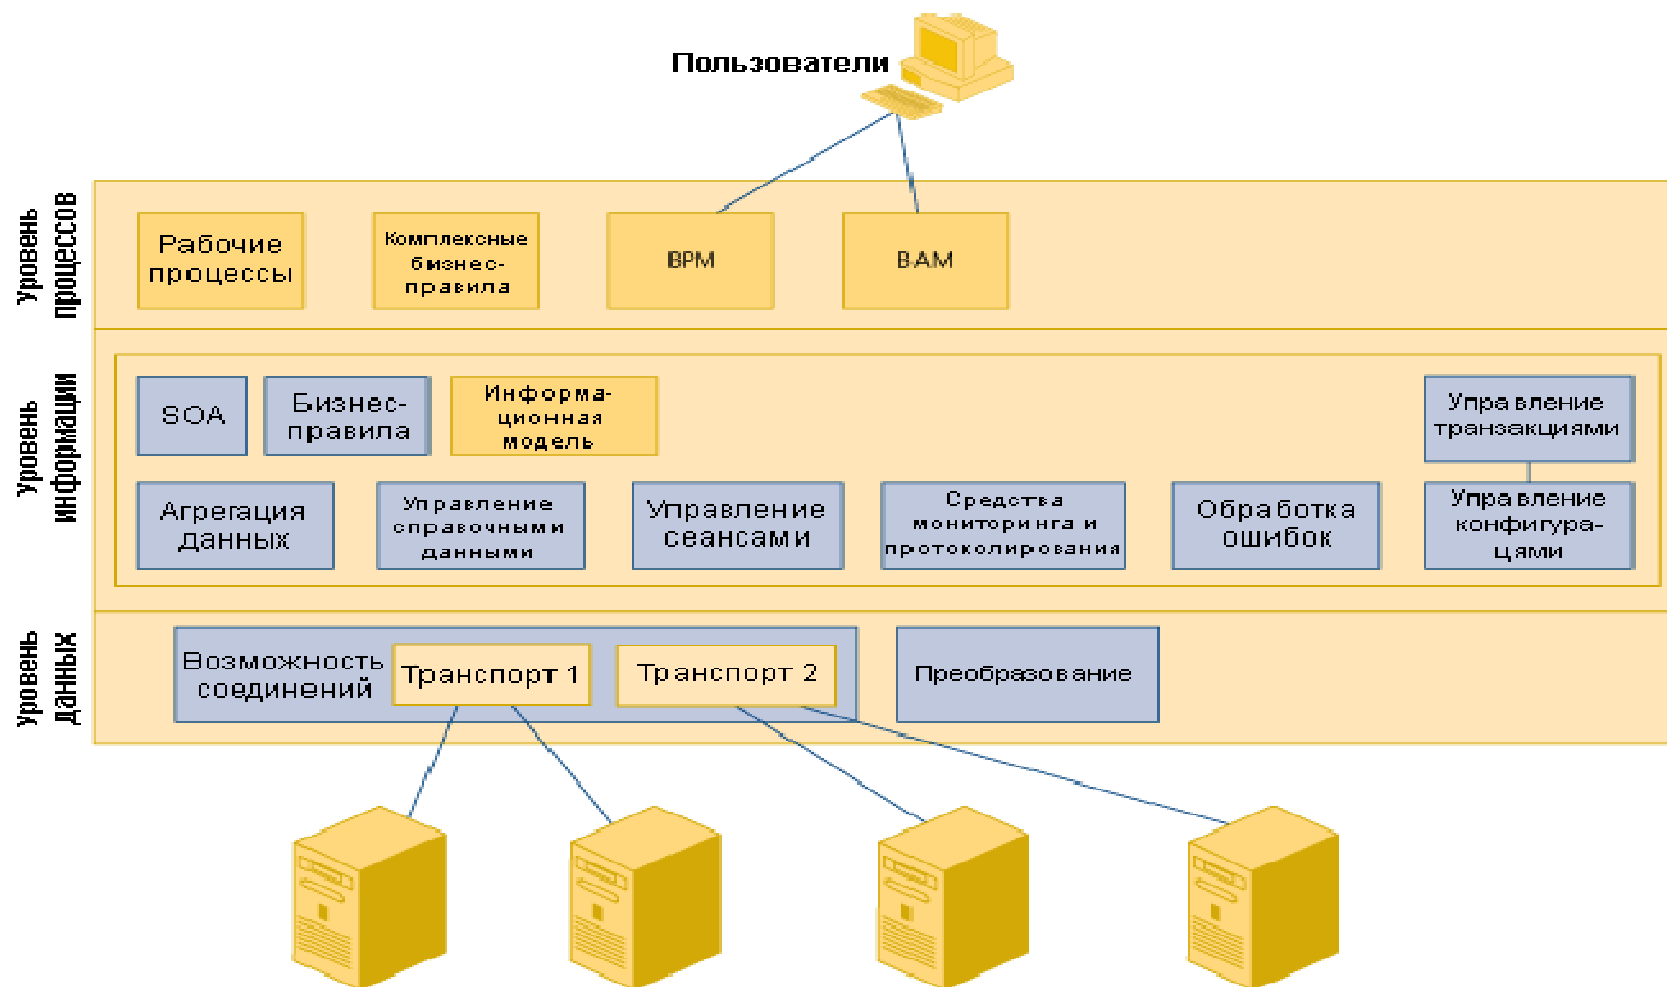 Пользователи
Уровень
процессов
Рабочие
процессы
Комплексные
бизнес-
правила
BPM
BAM
Уровень
информации
SOA
Бизнес-
правила
Информа-
ционная
модель
Управление
транзакциями
Агрегация
данных
Управление
справочными
данными
Управление
сеансами
Средства
мониторинга и
протоколирования
Обработка
ошибок
Управление
конфигура-
цями
Уровень
данных
Возможность
соединений
Транспорт 1
Транспорт 2
Преобразование